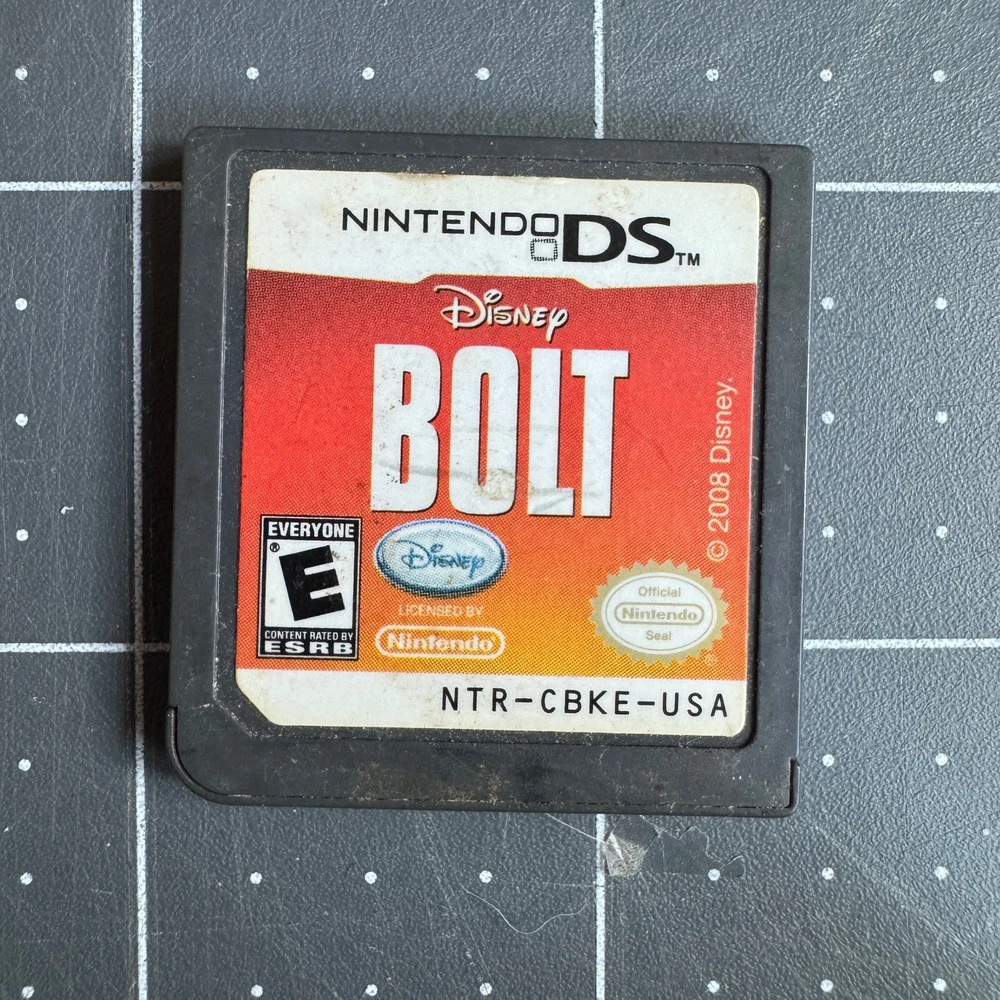 NINTENDO DS™
Disney
BOLT
© 2008 Disney.
EVERYONE
E®
CONTENT RATED BY
ESRB
Disney
LICENSED BY
Nintendo
Official
Nintendo
Seal
®
NTR-CBKE-USA